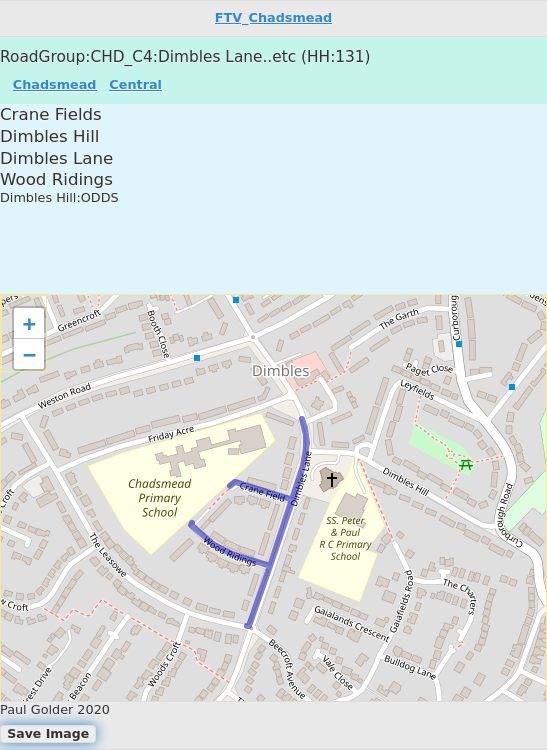 FTV_Chadsmead
RoadGroup:CHD_C4:Dimbles Lane..etc (HH:131)
Chadsmead Central
Crane Fields
Dimbles Hill
Dimbles Lane
Wood Ridings
Dimbles Hill:ODDS
+
−
Greencroft
Booth Close
The Garth
Curborough
Dimbles
Paget Close
Weston Road
Leyfields
Friday Acre
Chadsmead
Primary
School
Crane Field
Dimbles Lane
Dimbles Hill
Curborough Road
SS. Peter
& Paul
R C Primary
School
Wood Ridings
The Leasowe
Croft
w Croft
Gaiafields Road
The Charters
Gaialands Crescent
Bulldog Lane
Vale Close
Beecroft Avenue
Woods Croft
Beacon
rest Drive
Paul Golder 2020
Save Image